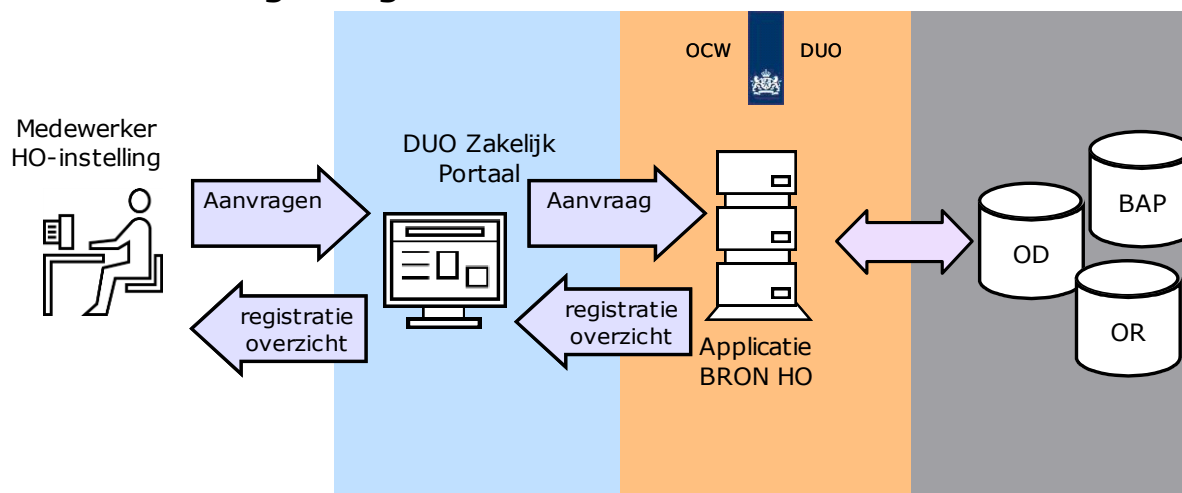 OCW DUO
Medewerker
HO-instelling
DUO Zakelijk
Portaal
Aanvragen
Aanvraag
BAP
OD
registratie
overzicht
registratie
overzicht
OR
Applicatie
BRON HO